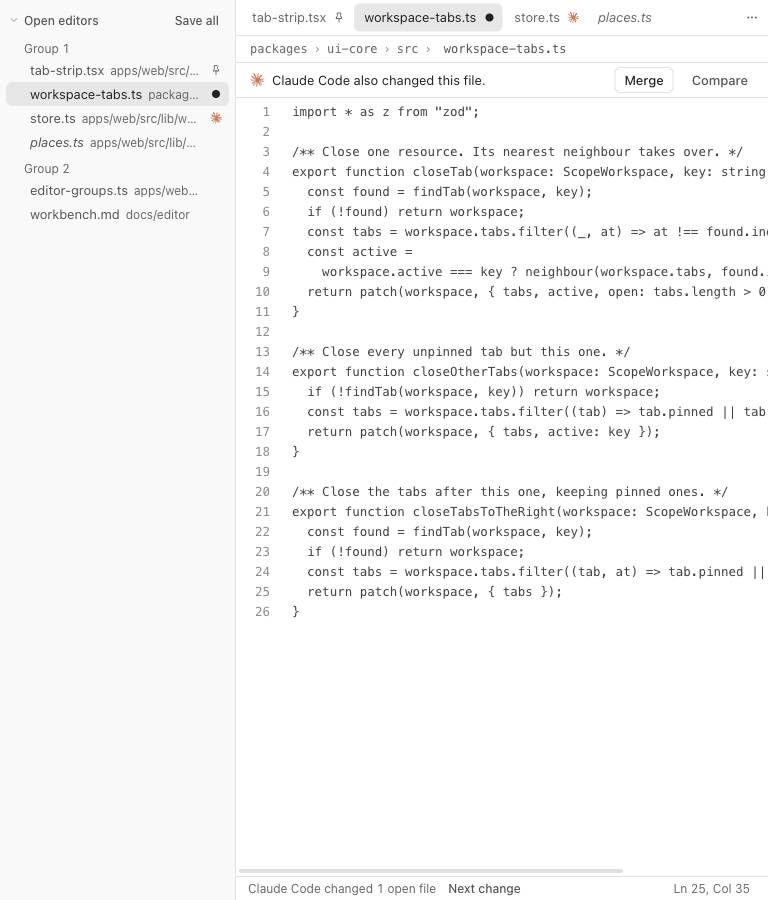 Open editors Save all
Group 1
tab-strip.tsx apps/web/src/...
workspace-tabs.ts packag...
store.ts apps/web/src/lib/w...
places.ts apps/web/src/lib/...
Group 2
editor-groups.ts apps/web...
workbench.md docs/editor
tab-strip.tsx workspace-tabs.ts store.ts places.ts ...
packages › ui-core › src › workspace-tabs.ts
Claude Code also changed this file. Merge Compare
1 import * as z from "zod";
2
3 /** Close one resource. Its nearest neighbour takes over. */
4 export function closeTab(workspace: ScopeWorkspace, key: string
5   const found = findTab(workspace, key);
6   if (!found) return workspace;
7   const tabs = workspace.tabs.filter((_, at) => at !== found.in
8   const active =
9     workspace.active === key ? neighbour(workspace.tabs, found.
10   return patch(workspace, { tabs, active, open: tabs.length > 0
11 }
12
13 /** Close every unpinned tab but this one. */
14 export function closeOtherTabs(workspace: ScopeWorkspace, key:
15   if (!findTab(workspace, key)) return workspace;
16   const tabs = workspace.tabs.filter((tab) => tab.pinned || tab
17   return patch(workspace, { tabs, active: key });
18 }
19
20 /** Close the tabs after this one, keeping pinned ones. */
21 export function closeTabsToTheRight(workspace: ScopeWorkspace,
22   const found = findTab(workspace, key);
23   if (!found) return workspace;
24   const tabs = workspace.tabs.filter((tab, at) => tab.pinned ||
25   return patch(workspace, { tabs });
26 }
Claude Code changed 1 open file Next change Ln 25, Col 35